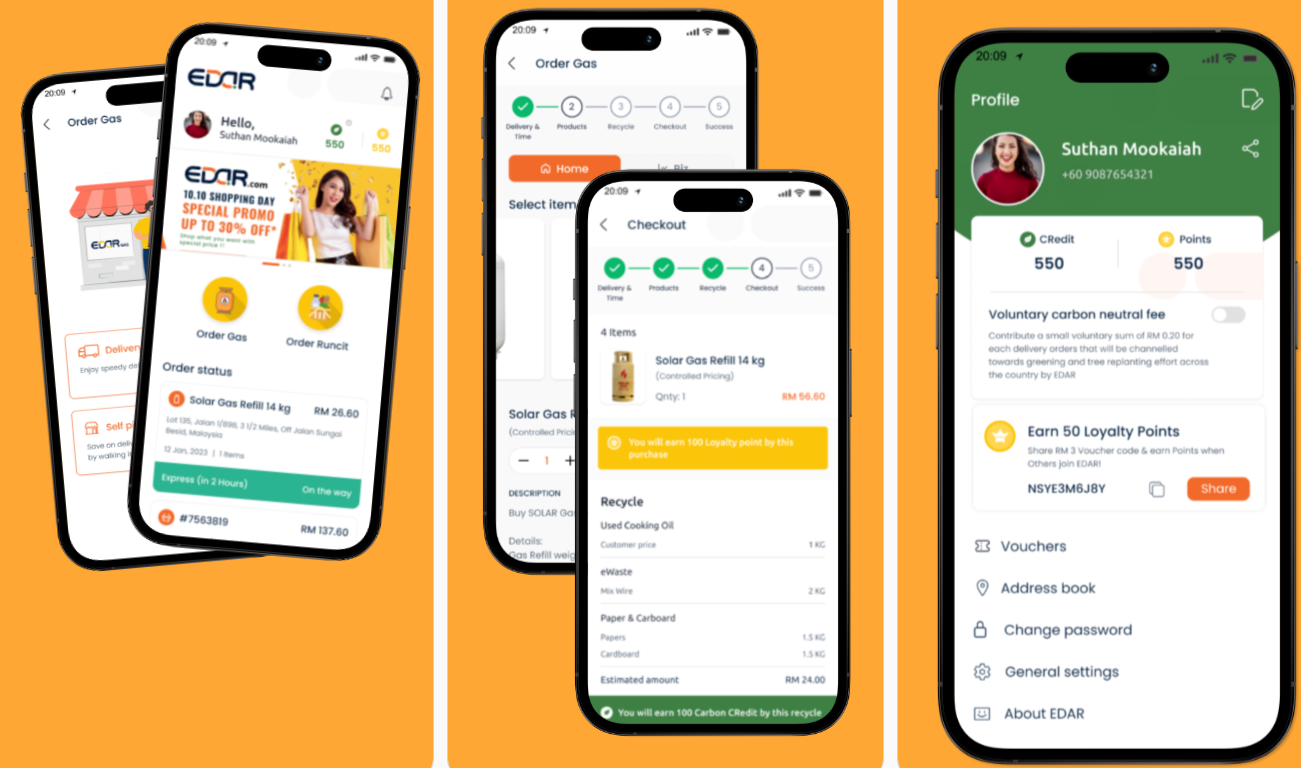 20:09
Order Gas
EDAR
GAS
Enjoy speedy
Self
Save on
by walking
20:09
EDAR
Hello,
Suthan Mookaiah
550
550
EDAR.com
10.10 SHOPPING DAY
SPECIAL PROMO
UP TO 30% OFF*
Shop what you want with
special price !!
Order Gas
Order Runcit
Order status
Solar Gas Refill 14 kg
RM 26.60
Lot 135, Jalan 1/89B, 3 1/2 Miles, Off Jalan Sungai
Besid, Malaysia
12 Jan, 2023 | 1 Items
Express (in 2 Hours)
On the way
#7563819
RM 137.60
20:09
Order Gas
2
3
4
5
Delivery &
Time
Products
Recycle
Checkout
Success
Home
Biz
Select item
Solar Gas R
(Controlled Prici
1
DESCRIPTION
Buy SOLAR Ga
Details:
Gas Refill weig
20:09
Checkout
4
5
Delivery &
Time
Products
Recycle
Checkout
Success
4 Items
Solar Gas Refill 14 kg
(Controlled Pricing)
Qnty: 1
RM 56.60
You will earn 100 Loyalty point by this
purchase
Recycle
Used Cooking Oil
Customer price
1 KG
eWaste
Mix Wire
2 KG
Paper & Carboard
Papers
1.5 KG
Cardboard
1.5 KG
Estimated amount
RM 24.00
You will earn 100 Carbon CRedit by this recycle
20:09
Profile
Suthan Mookaiah
+60 9087654321
CRedit
550
Points
550
Voluntary carbon neutral fee
Contribute a small voluntary sum of RM 0.20 for
each delivery orders that will be channelled
towards greening and tree replanting effort across
the country by EDAR
Earn 50 Loyalty Points
Share RM 3 Voucher code & earn Points when
Others join EDAR!
NSYE3M6J8Y
Share
Vouchers
Address book
Change password
General settings
About EDAR